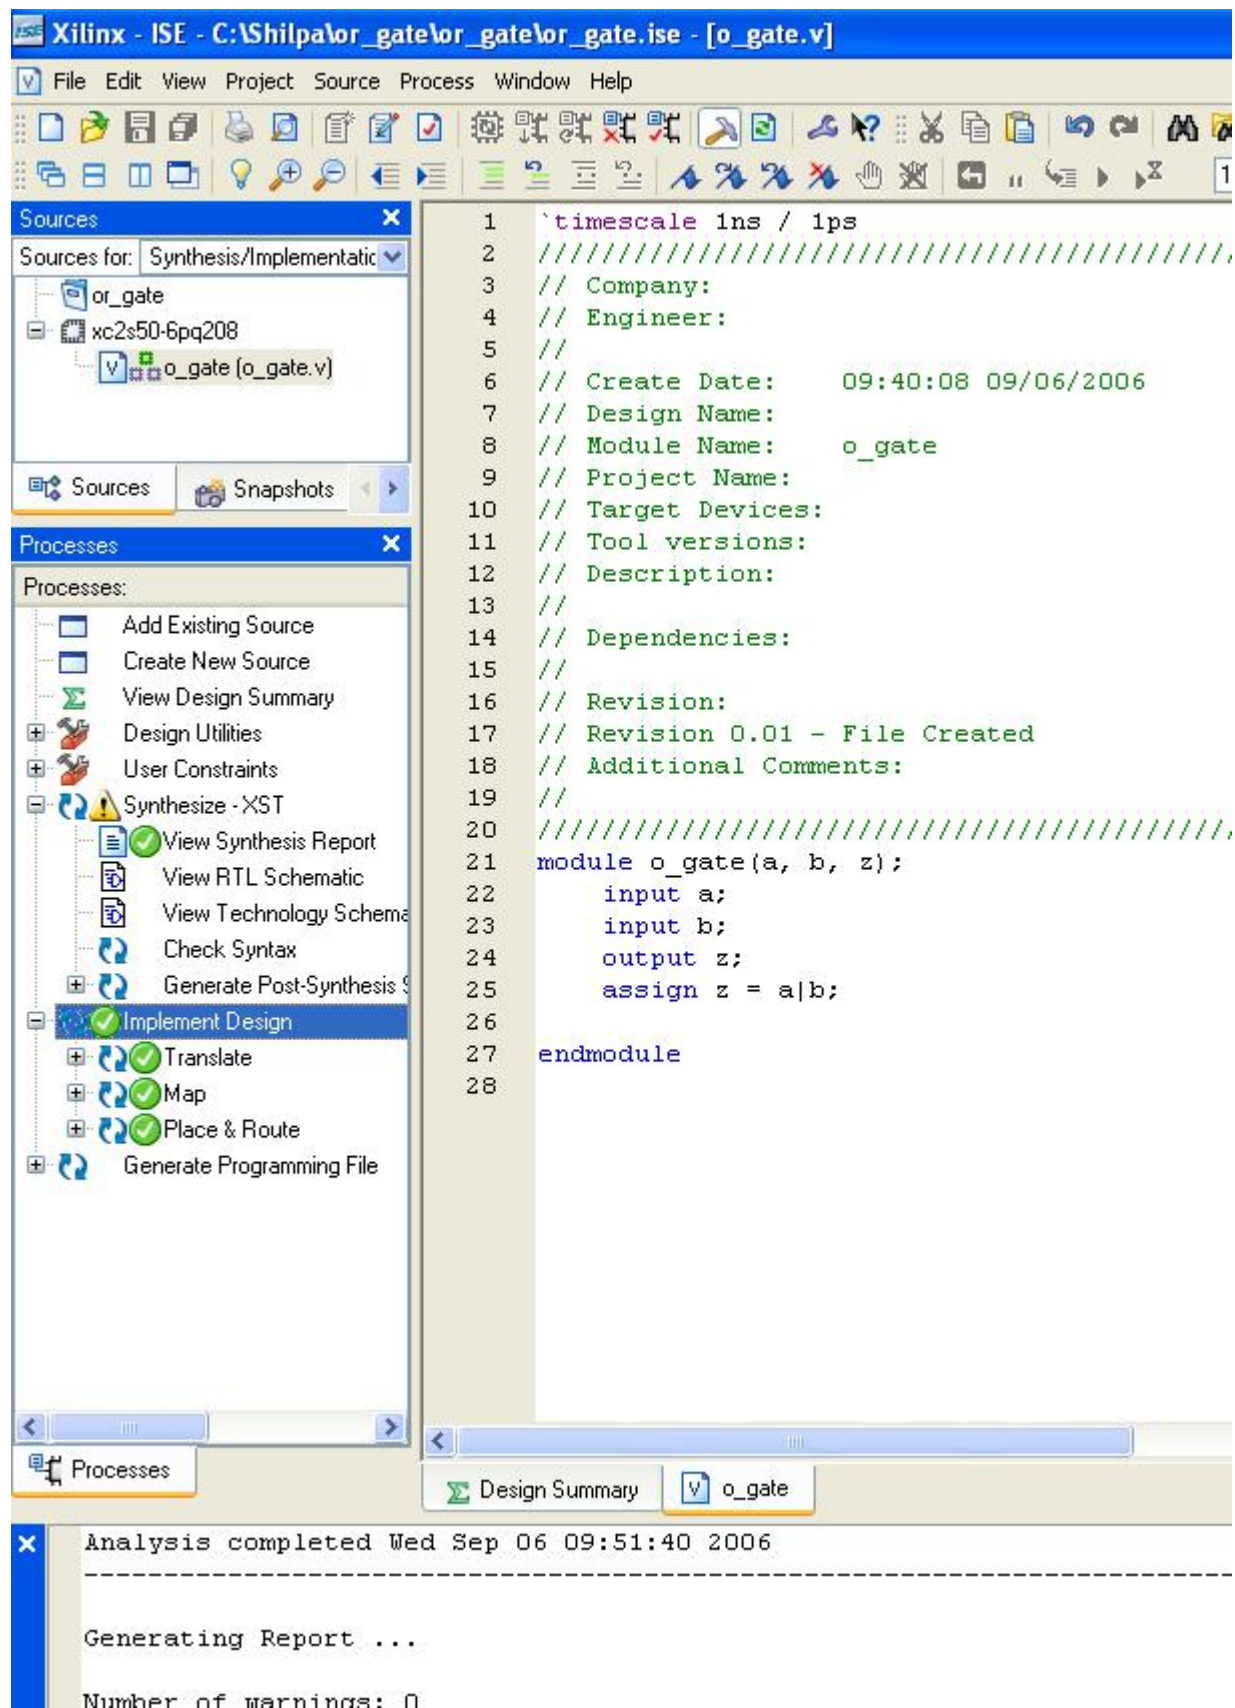 Xilinx - ISE - C:\Shilpa\or_gate\or_gate\or_gate.ise - [o_gate.v]
File Edit View Project Source Process Window Help
Sources
Sources for: Synthesis/Implementatic
or_gate
xc2s50-6pq208
o_gate (o_gate.v)
Sources Snapshots
Processes
Processes:
Add Existing Source
Create New Source
View Design Summary
Design Utilities
User Constraints
Synthesize - XST
View Synthesis Report
View RTL Schematic
View Technology Schema
Check Syntax
Generate Post-Synthesis S
Implement Design
Translate
Map
Place & Route
Generate Programming File
Processes
1 `timescale 1ns / 1ps
2 ////////////////////////////////////////////
3 // Company:
4 // Engineer:
5 //
6 // Create Date: 09:40:08 09/06/2006
7 // Design Name:
8 // Module Name: o_gate
9 // Project Name:
10 // Target Devices:
11 // Tool versions:
12 // Description:
13 //
14 // Dependencies:
15 //
16 // Revision:
17 // Revision 0.01 - File Created
18 // Additional Comments:
19 //
20 ////////////////////////////////////////////
21 module o_gate(a, b, z);
22 input a;
23 input b;
24 output z;
25 assign z = a|b;
26
27 endmodule
28
Design Summary o_gate
Analysis completed Wed Sep 06 09:51:40 2006
--------------------------------------------------------------------------------
Generating Report ...
Number of warnings: 0